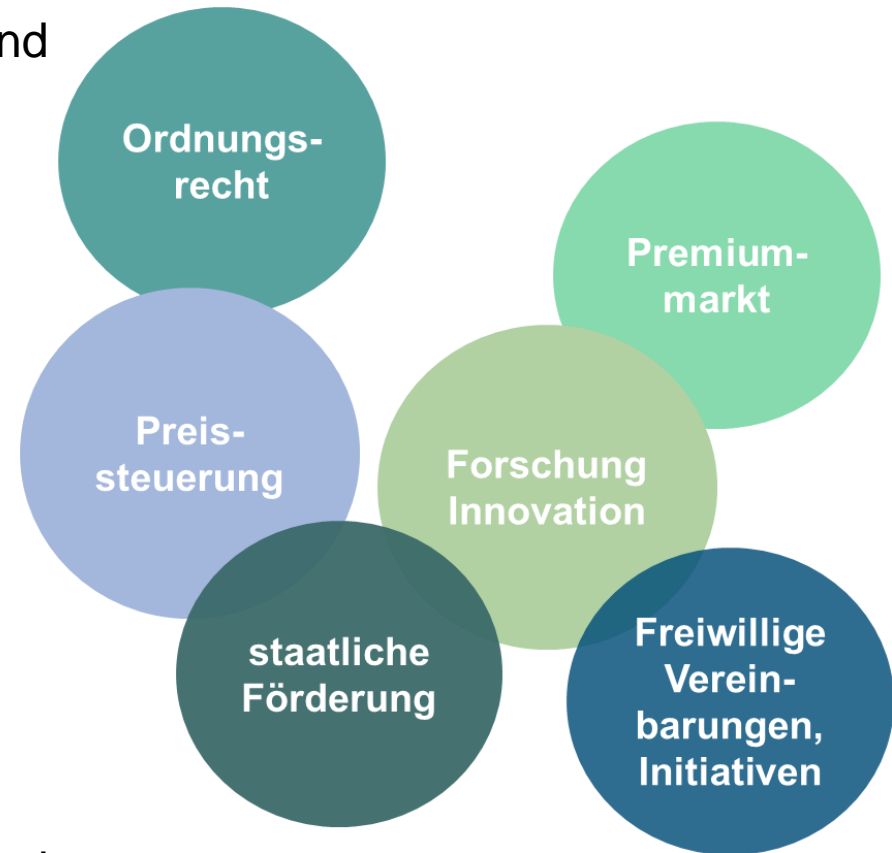 nd
Ordnungs-
recht
Premium-
markt
Preis-
steuerung
Forschung
Innovation
staatliche
Förderung
Freiwillige
Verein-
barungen,
Initiativen